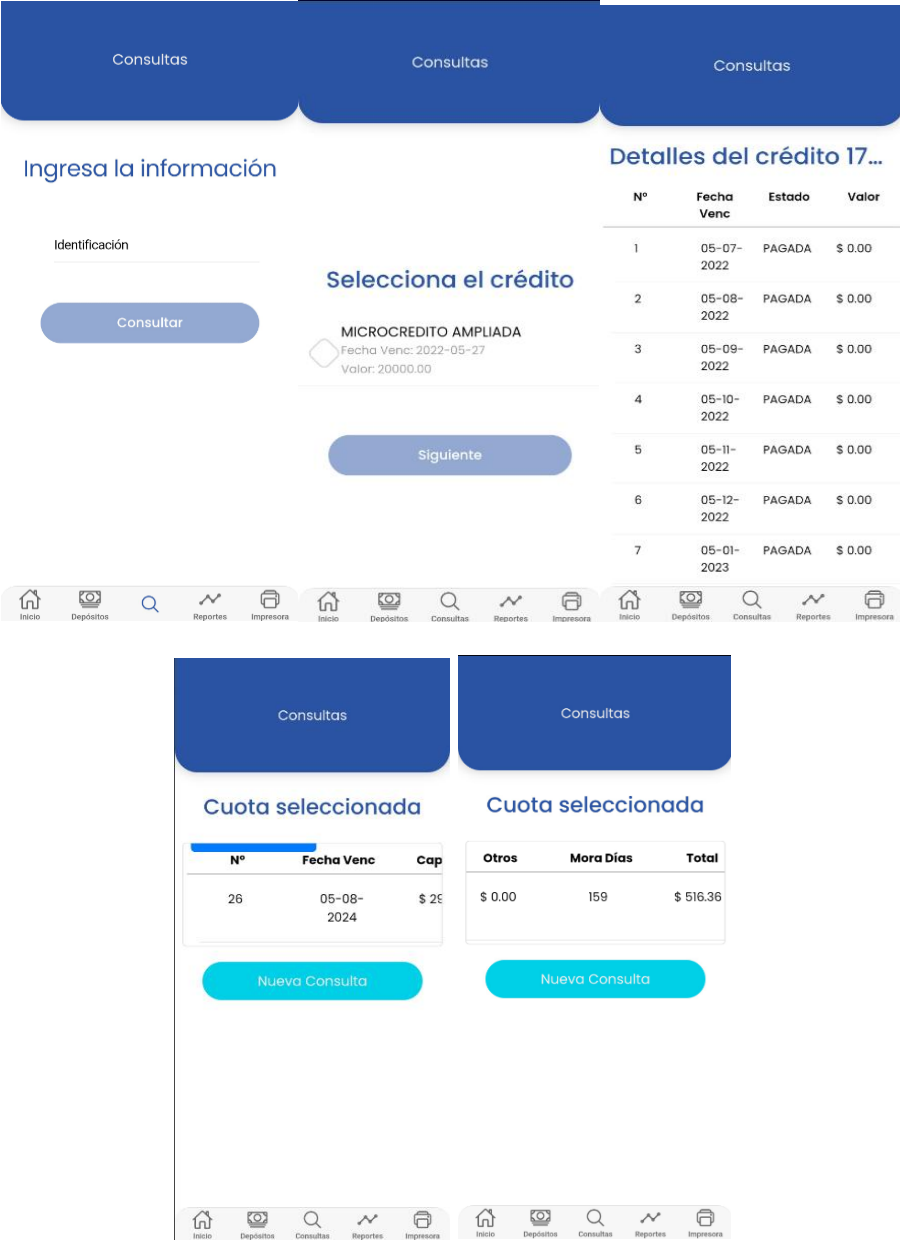 Consultas
Ingresa la información
Identificación
Consultar
Inicio
Depósitos
Reportes
Impresora
Consultas
Selecciona el crédito
MICROCREDITO AMPLIADA
Fecha Venc: 2022-05-27
Valor: 20000.00
Siguiente
Inicio
Depósitos
Consultas
Reportes
Impresora
Consultas
Detalles del crédito 17...
Nº Fecha Venc Estado Valor
1 05-07-2022 PAGADA $ 0.00
2 05-08-2022 PAGADA $ 0.00
3 05-09-2022 PAGADA $ 0.00
4 05-10-2022 PAGADA $ 0.00
5 05-11-2022 PAGADA $ 0.00
6 05-12-2022 PAGADA $ 0.00
7 05-01-2023 PAGADA $ 0.00
Inicio
Depósitos
Consultas
Reportes
Impresora
Consultas
Cuota seleccionada
Nº Fecha Venc Cap
26 05-08-2024 $ 29
Nueva Consulta
Inicio
Depósitos
Consultas
Reportes
Impresora
Consultas
Cuota seleccionada
Otros Mora Días Total
$ 0.00 159 $ 516.36
Nueva Consulta
Inicio
Depósitos
Consultas
Reportes
Impresora